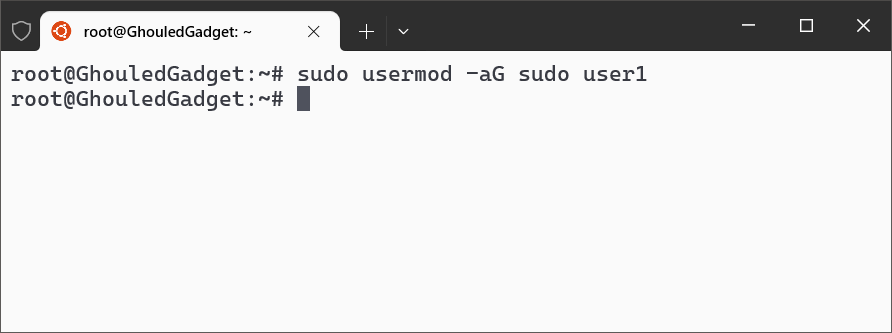 root@GhouledGadget: ~
root@GhouledGadget:~# sudo usermod -aG sudo user1
root@GhouledGadget:~#